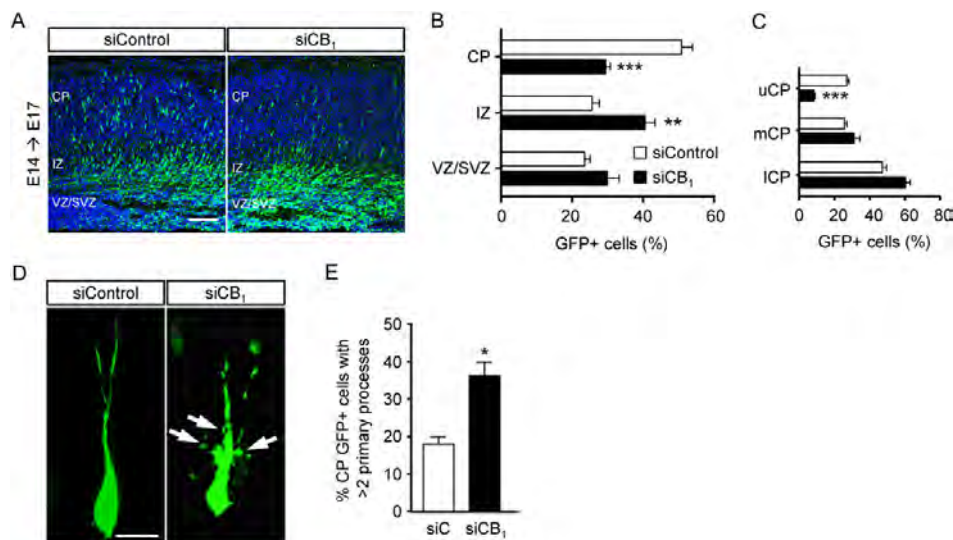 A
siControl
siCB₁
E14 → E17
CP
IZ
VZ/SVZ
CP
IZ
VZ/SVZ
B
CP
IZ
VZ/SVZ
***
**
siControl
siCB₁
0 20 40 60
GFP+ cells (%)
C
uCP
mCP
lCP
***
0 20 40 60 80
GFP+ cells (%)
D
siControl
siCB₁
E
% CP GFP+ cells with
>2 primary processes
50
40
30
20
10
0
*
siC siCB₁